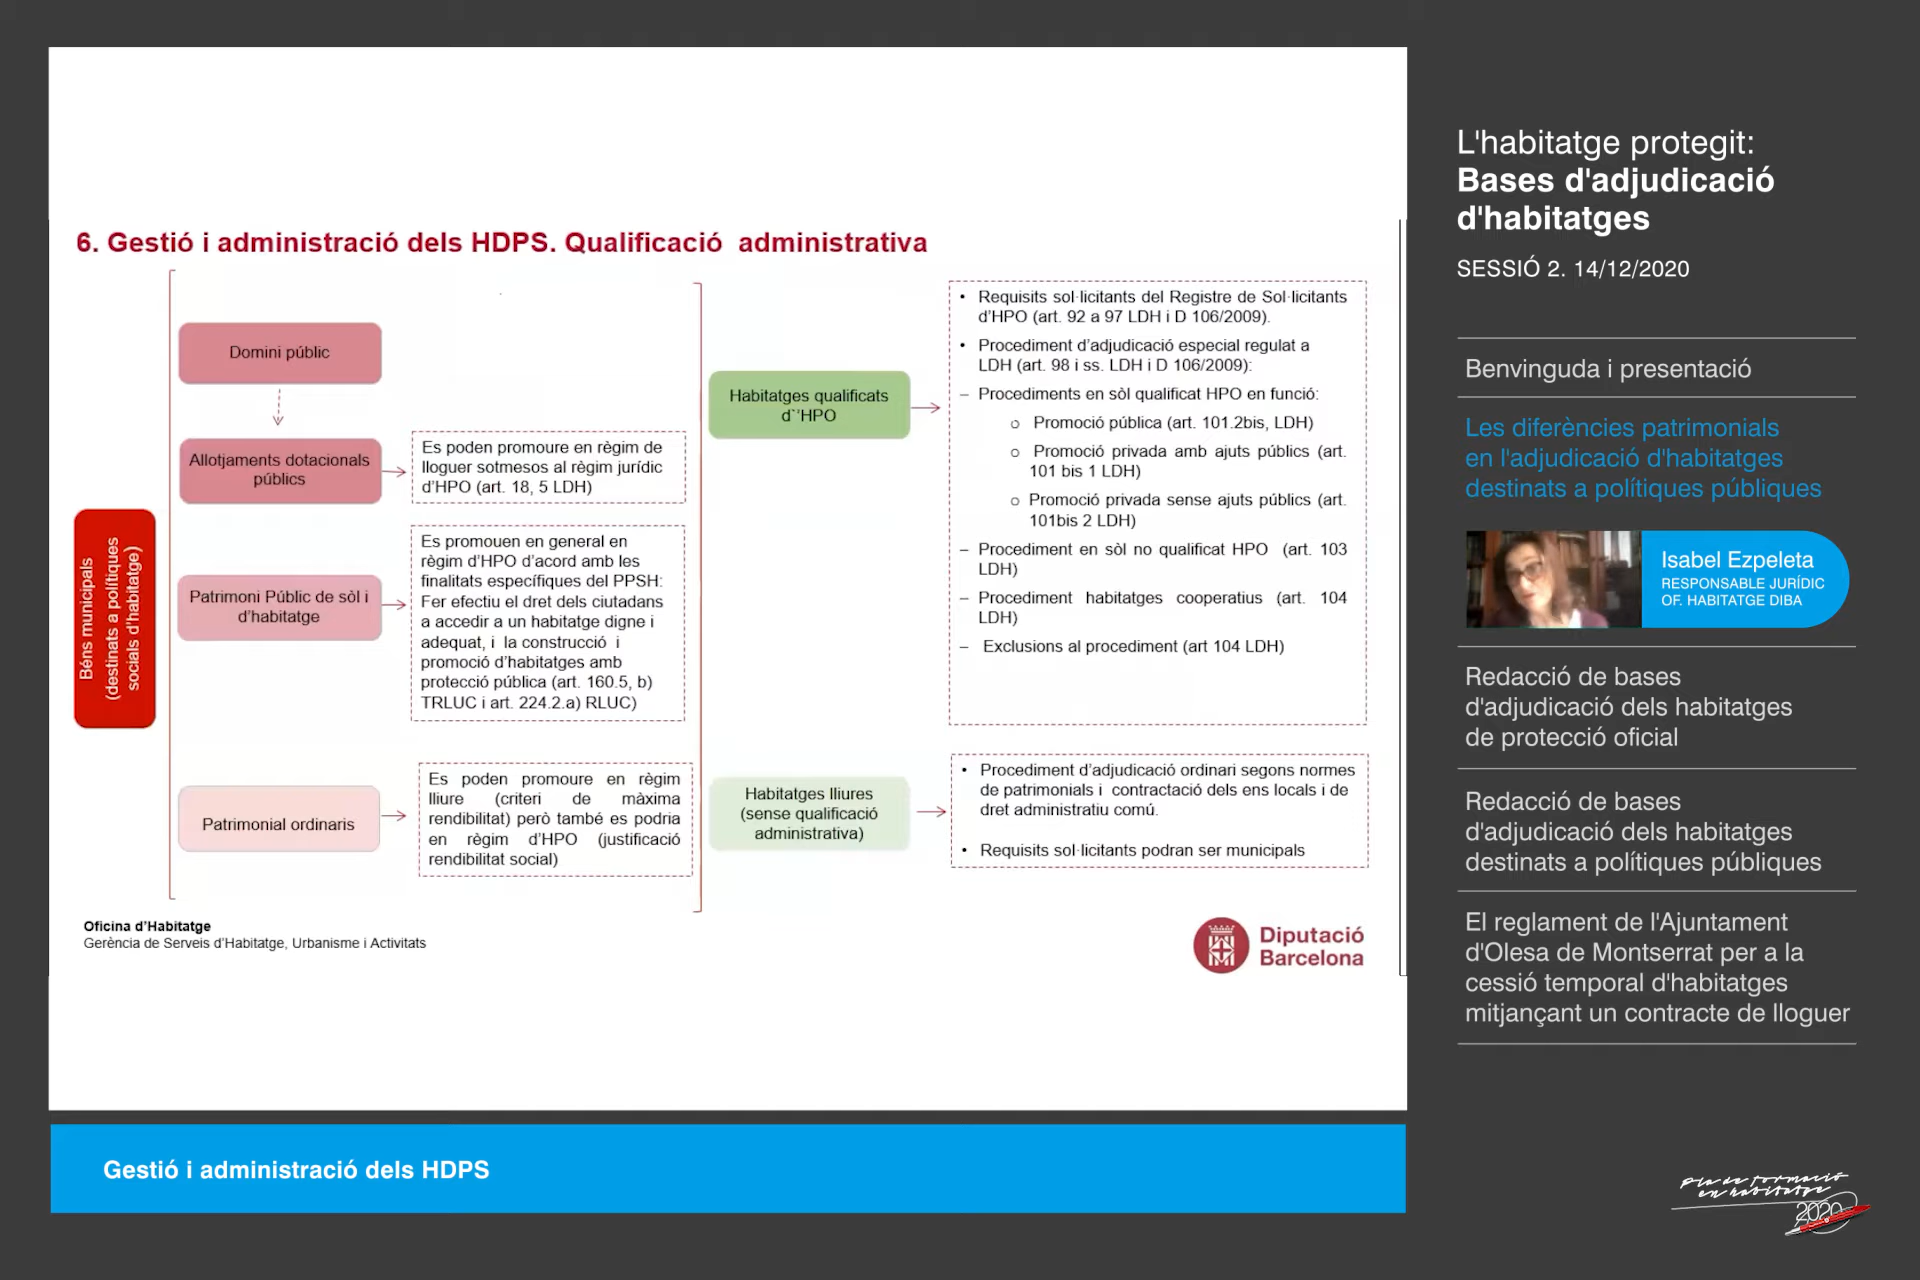 6. Gestió i administració dels HDPS. Qualificació administrativa
Béns municipals
(destinats a polítiques
socials d'habitatge)
Domini públic
Allotjaments dotacionals
públics
Es poden promoure en règim de
lloguer sotmesos al règim jurídic
d'HPO (art. 18, 5 LDH)
Patrimoni Públic de sòl i
d'habitatge
Es promouen en general en
règim d'HPO d'acord amb les
finalitats específiques del PPSH:
Fer efectiu el dret dels ciutadans
a accedir a un habitatge digne i
adequat, i la construcció i
promoció d'habitatges amb
protecció pública (art. 160.5, b)
TRLUC i art. 224.2.a) RLUC)
Patrimonial ordinaris
Es poden promoure en règim
lliure (criteri de màxima
rendibilitat) però també es podria
en règim d'HPO (justificació
rendibilitat social)
Habitatges qualificats
d`'HPO
• Requisits sol·licitants del Registre de Sol·licitants
d'HPO (art. 92 a 97 LDH i D 106/2009).
• Procediment d'adjudicació especial regulat a
LDH (art. 98 i ss. LDH i D 106/2009):
– Procediments en sòl qualificat HPO en funció:
o Promoció pública (art. 101.2bis, LDH)
o Promoció privada amb ajuts públics (art.
101 bis 1 LDH)
o Promoció privada sense ajuts públics (art.
101bis 2 LDH)
– Procediment en sòl no qualificat HPO (art. 103
LDH)
– Procediment habitatges cooperatius (art. 104
LDH)
– Exclusions al procediment (art 104 LDH)
Habitatges lliures
(sense qualificació
administrativa)
• Procediment d'adjudicació ordinari segons normes
de patrimonials i contractació dels ens locals i de
dret administratiu comú.
• Requisits sol·licitants podran ser municipals
Oficina d'Habitatge
Gerència de Serveis d'Habitatge, Urbanisme i Activitats
Diputació
Barcelona
Gestió i administració dels HDPS
L'habitatge protegit:
Bases d'adjudicació
d'habitatges
SESSIÓ 2. 14/12/2020
Benvinguda i presentació
Les diferències patrimonials
en l'adjudicació d'habitatges
destinats a polítiques públiques
Isabel Ezpeleta
RESPONSABLE JURÍDIC
OF. HABITATGE DIBA
Redacció de bases
d'adjudicació dels habitatges
de protecció oficial
Redacció de bases
d'adjudicació dels habitatges
destinats a polítiques públiques
El reglament de l'Ajuntament
d'Olesa de Montserrat per a la
cessió temporal d'habitatges
mitjançant un contracte de lloguer
pla de formació
en habitatge
2020